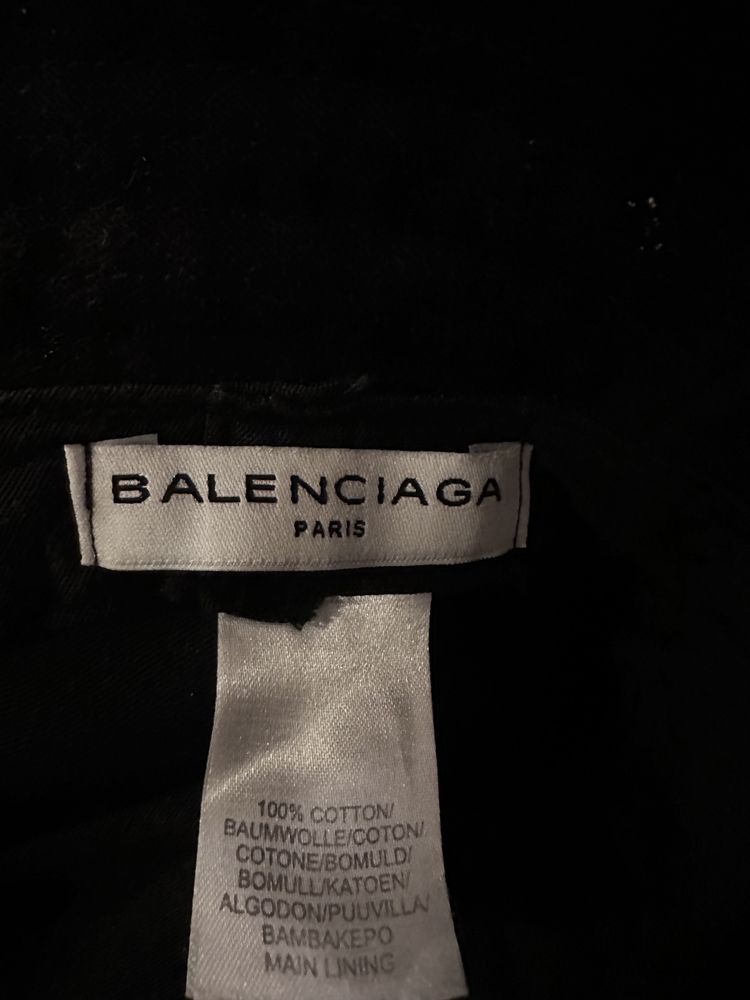 BALENCIAGA
PARIS
100% COTTON/
BAUMWOLLE/COTON/
COTONE/BOMULD/
BOMULL/KATOEN/
ALGODON/PUUVILLA/
BAMBAKEPO
MAIN LINING